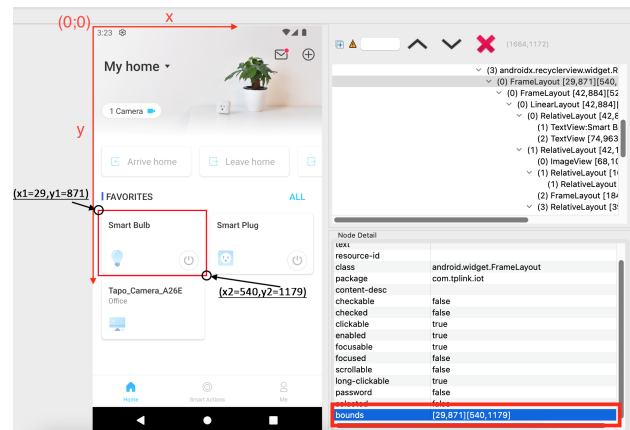 (0;0)
x
y
3:23
My home
1 Camera
Arrive home
Leave home
FAVORITES
ALL
(x1=29,y1=871)
Smart Bulb
Smart Plug
(x2=540,y2=1179)
Tapo_Camera_A26E
Office
Home
Smart Actions
Me
(1684,1172)
(3) androidx.recyclerview.widget.R
(0) FrameLayout [29,871][540,
(0) FrameLayout [42,884][52
(0) LinearLayout [42,884][
(0) RelativeLayout [42,8
(1) TextView:Smart B
(2) TextView [74,963
(1) RelativeLayout [42,1
(0) ImageView [68,10
(1) RelativeLayout [1
(1) RelativeLayout
(2) FrameLayout [184
(3) RelativeLayout [3
Node Detail
text
resource-id
class android.widget.FrameLayout
package com.tplink.iot
content-desc
checkable false
checked false
clickable true
enabled true
focusable true
focused false
scrollable false
long-clickable true
password false
selected false
bounds [29,871][540,1179]